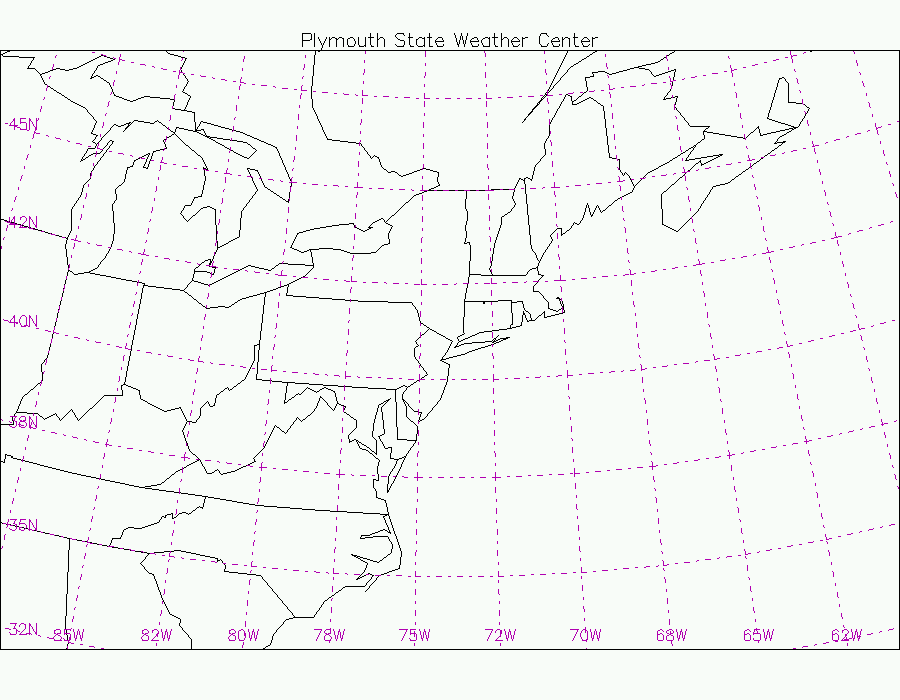 Plymouth State Weather Center
45N
42N
40N
38N
35N
32N
85W 82W 80W 78W 75W 72W 70W 68W 65W 62W